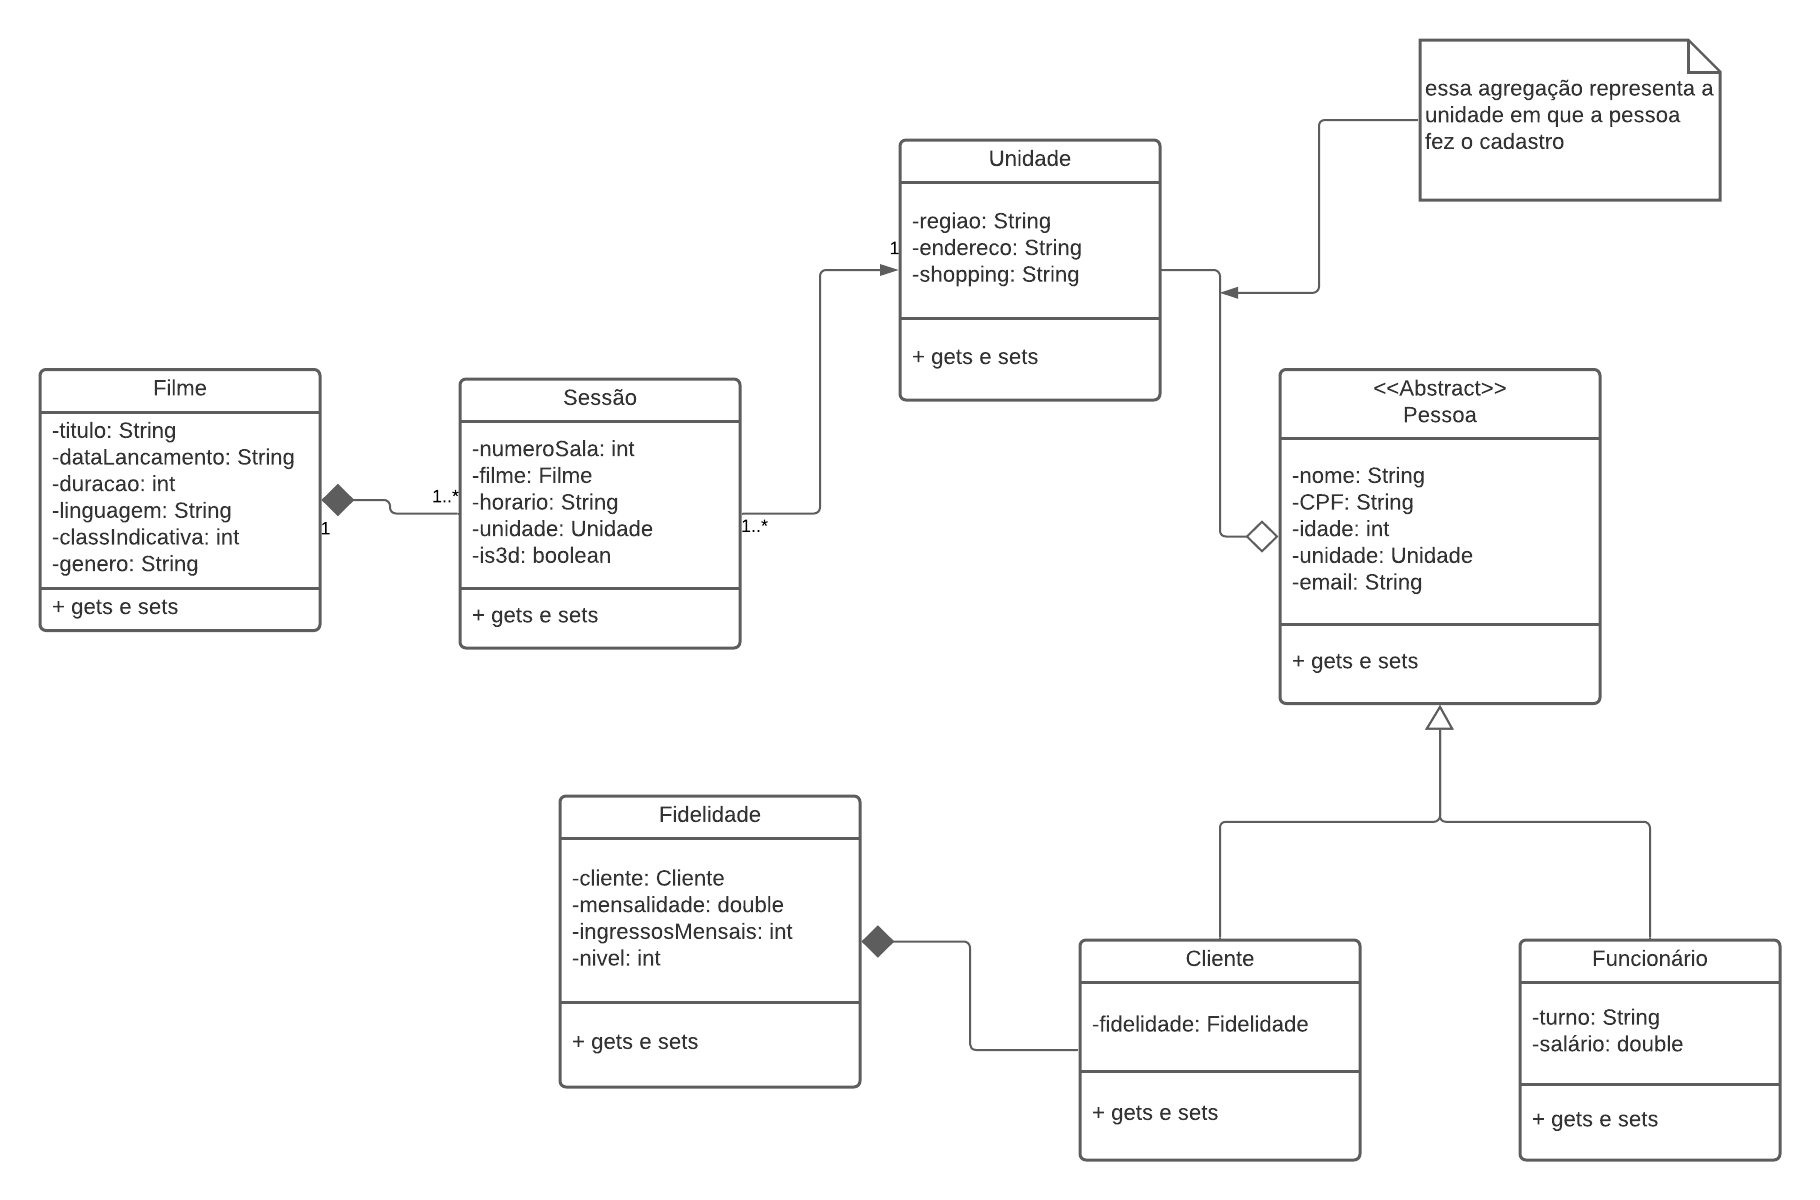 essa agregação representa a
unidade em que a pessoa
fez o cadastro
Unidade
-regiao: String
-endereco: String
-shopping: String
+ gets e sets
1
Filme
-titulo: String
-dataLancamento: String
-duracao: int
-linguagem: String
-classIndicativa: int
-genero: String
+ gets e sets
1
1..*
Sessão
-numeroSala: int
-filme: Filme
-horario: String
-unidade: Unidade
-is3d: boolean
+ gets e sets
1..*
<<Abstract>>
Pessoa
-nome: String
-CPF: String
-idade: int
-unidade: Unidade
-email: String
+ gets e sets
Fidelidade
-cliente: Cliente
-mensalidade: double
-ingressosMensais: int
-nivel: int
+ gets e sets
Cliente
-fidelidade: Fidelidade
+ gets e sets
Funcionário
-turno: String
-salário: double
+ gets e sets